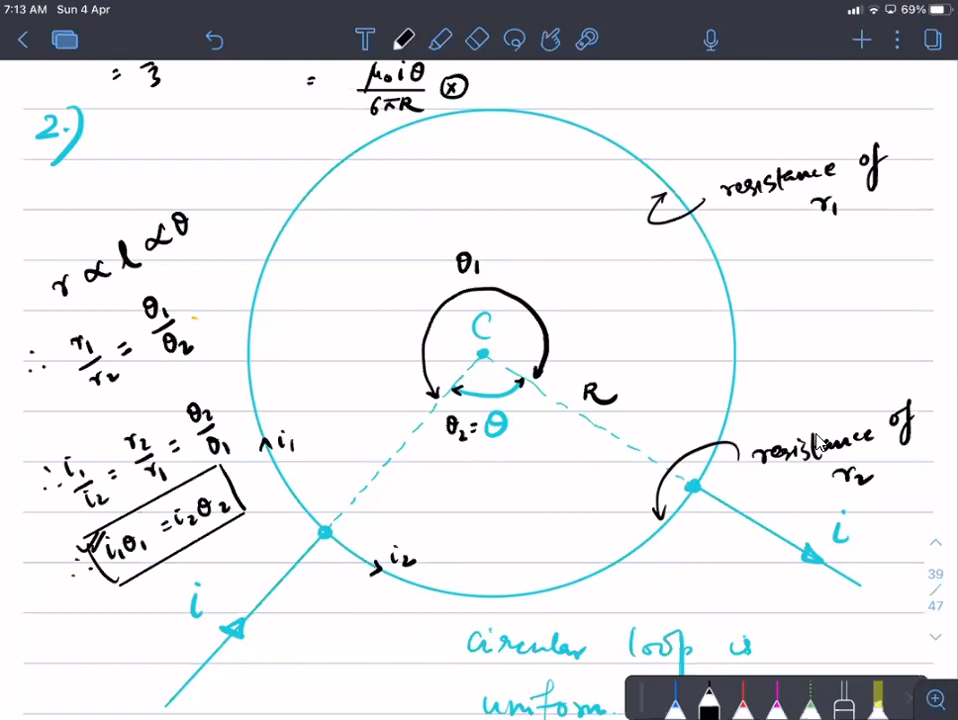 7:13 AM Sun 4 Apr
69%
T
= 3 = μ₀iθ/6πR ⊗
2.)
resistance of
r₁
r ∝ l ∝ θ
θ₁
∴ r₁/r₂ = θ₁/θ₂
C
R
θ₂ = θ
∴ i₁/i₂ = r₂/r₁ = θ₂/θ₁
i₁
resistance of
r₂
∴ i₁θ₁ = i₂θ₂
i₂
i
i
39
/
47
circular loop is
uniform.